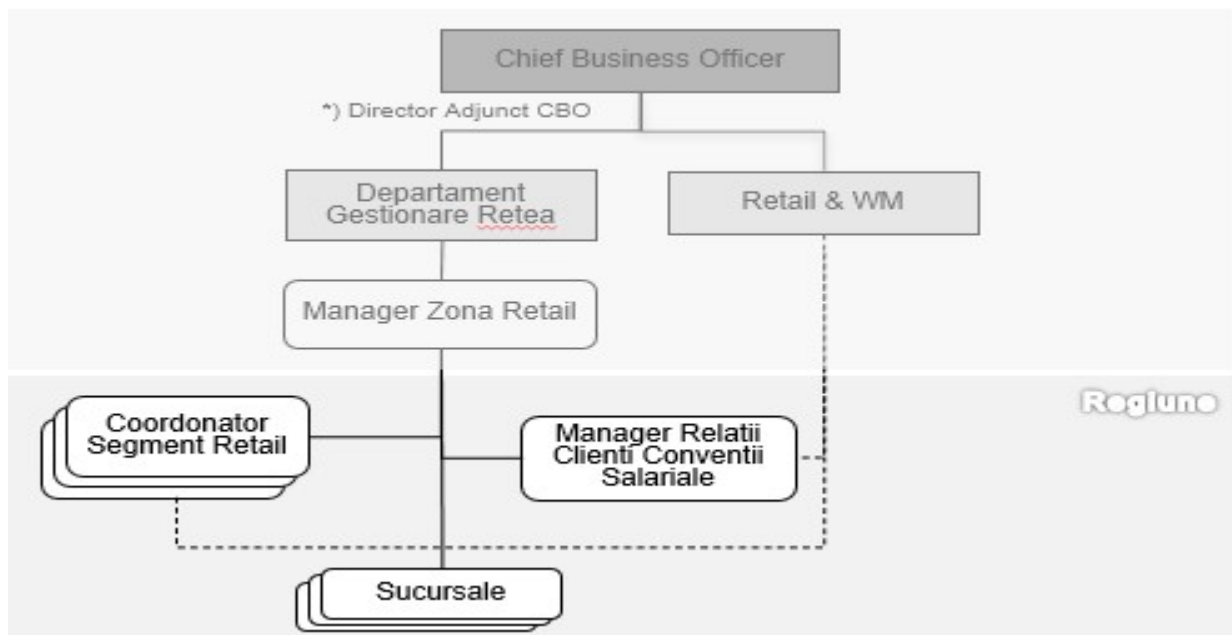 Chief Business Officer
*) Director Adjunct CBO
Departament
Gestionare Retea
Retail & WM
Manager Zona Retail
Regiune
Coordonator
Segment Retail
Manager Relatii
Clienti Conventii
Salariale
Sucursale